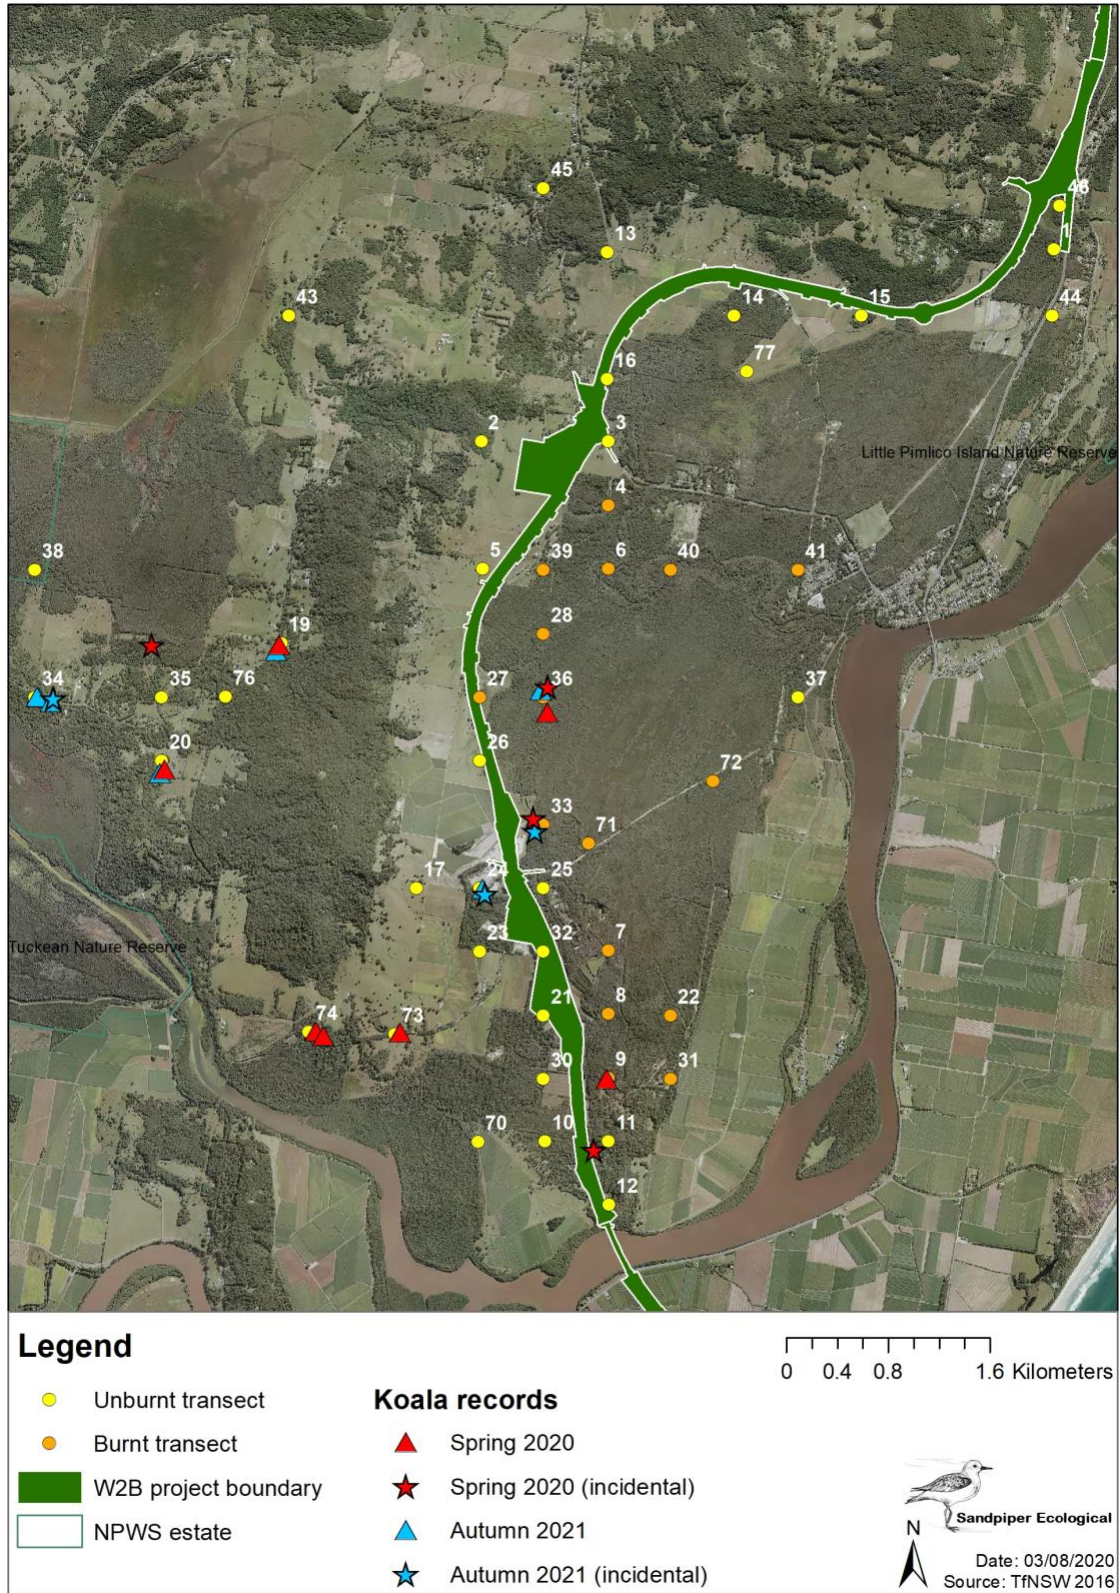 45
46
13
1
43
14
15
44
16
77
2
3
Little Pimlico Island Nature Reserve
4
38
5
39
6
40
41
28
19
34
35
76
27
36
37
20
26
72
33
71
17
24
25
23
32
7
Tuckean Nature Reserve
74
73
21
8
22
30
9
31
70
10
11
12
Legend
Unburnt transect
Burnt transect
W2B project boundary
NPWS estate
Koala records
Spring 2020
Spring 2020 (incidental)
Autumn 2021
Autumn 2021 (incidental)
0 0.4 0.8 1.6 Kilometers
Sandpiper Ecological
N
Date: 03/08/2020
Source: TfNSW 2016